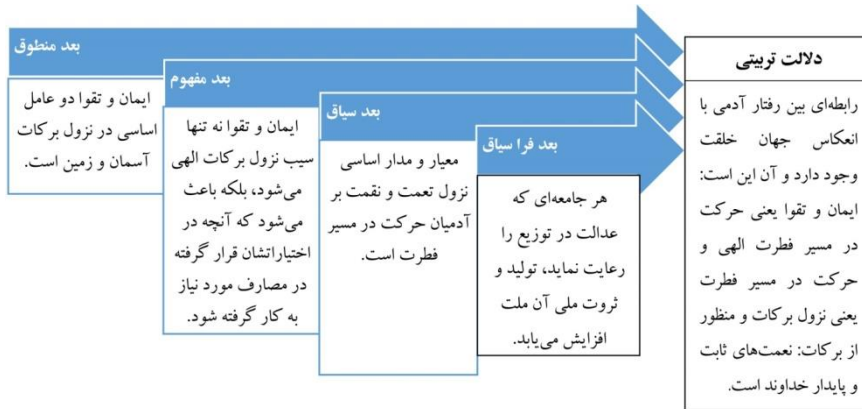 بعد منطوق
ایمان و تقوا دو عامل
اساسی در نزول برکات
آسمان و زمین است.
بعد مفهوم
ایمان و تقوا نه تنها
سیب نزول برکات الهی
می‌شود، بلکه باعث
می‌شود که آنچه در
اختیاراتشان قرار گرفته
در مصارف مورد نیاز
به کار گرفته شود.
بعد سیاق
معیار و مدار اساسی
نزول تعمت و نقمت بر
آدمیان حرکت در مسیر
فطرت است.
بعد فرا سیاق
هر جامعه‌ای که
عدالت در توزیع را
رعایت نماید، تولید و
ثروت ملی آن ملت
افزایش می‌یابد.
دلالت تربیتی
رابطه‌ای بین رفتار آدمی با
انعکاس جهان خلقت
وجود دارد و آن این است:
ایمان و تقوا یعنی حرکت
در مسیر فطرت الهی و
حرکت در مسیر فطرت
یعنی نزول برکات و منظور
از برکات: نعمت‌های ثابت
و پایدار خداوند است.